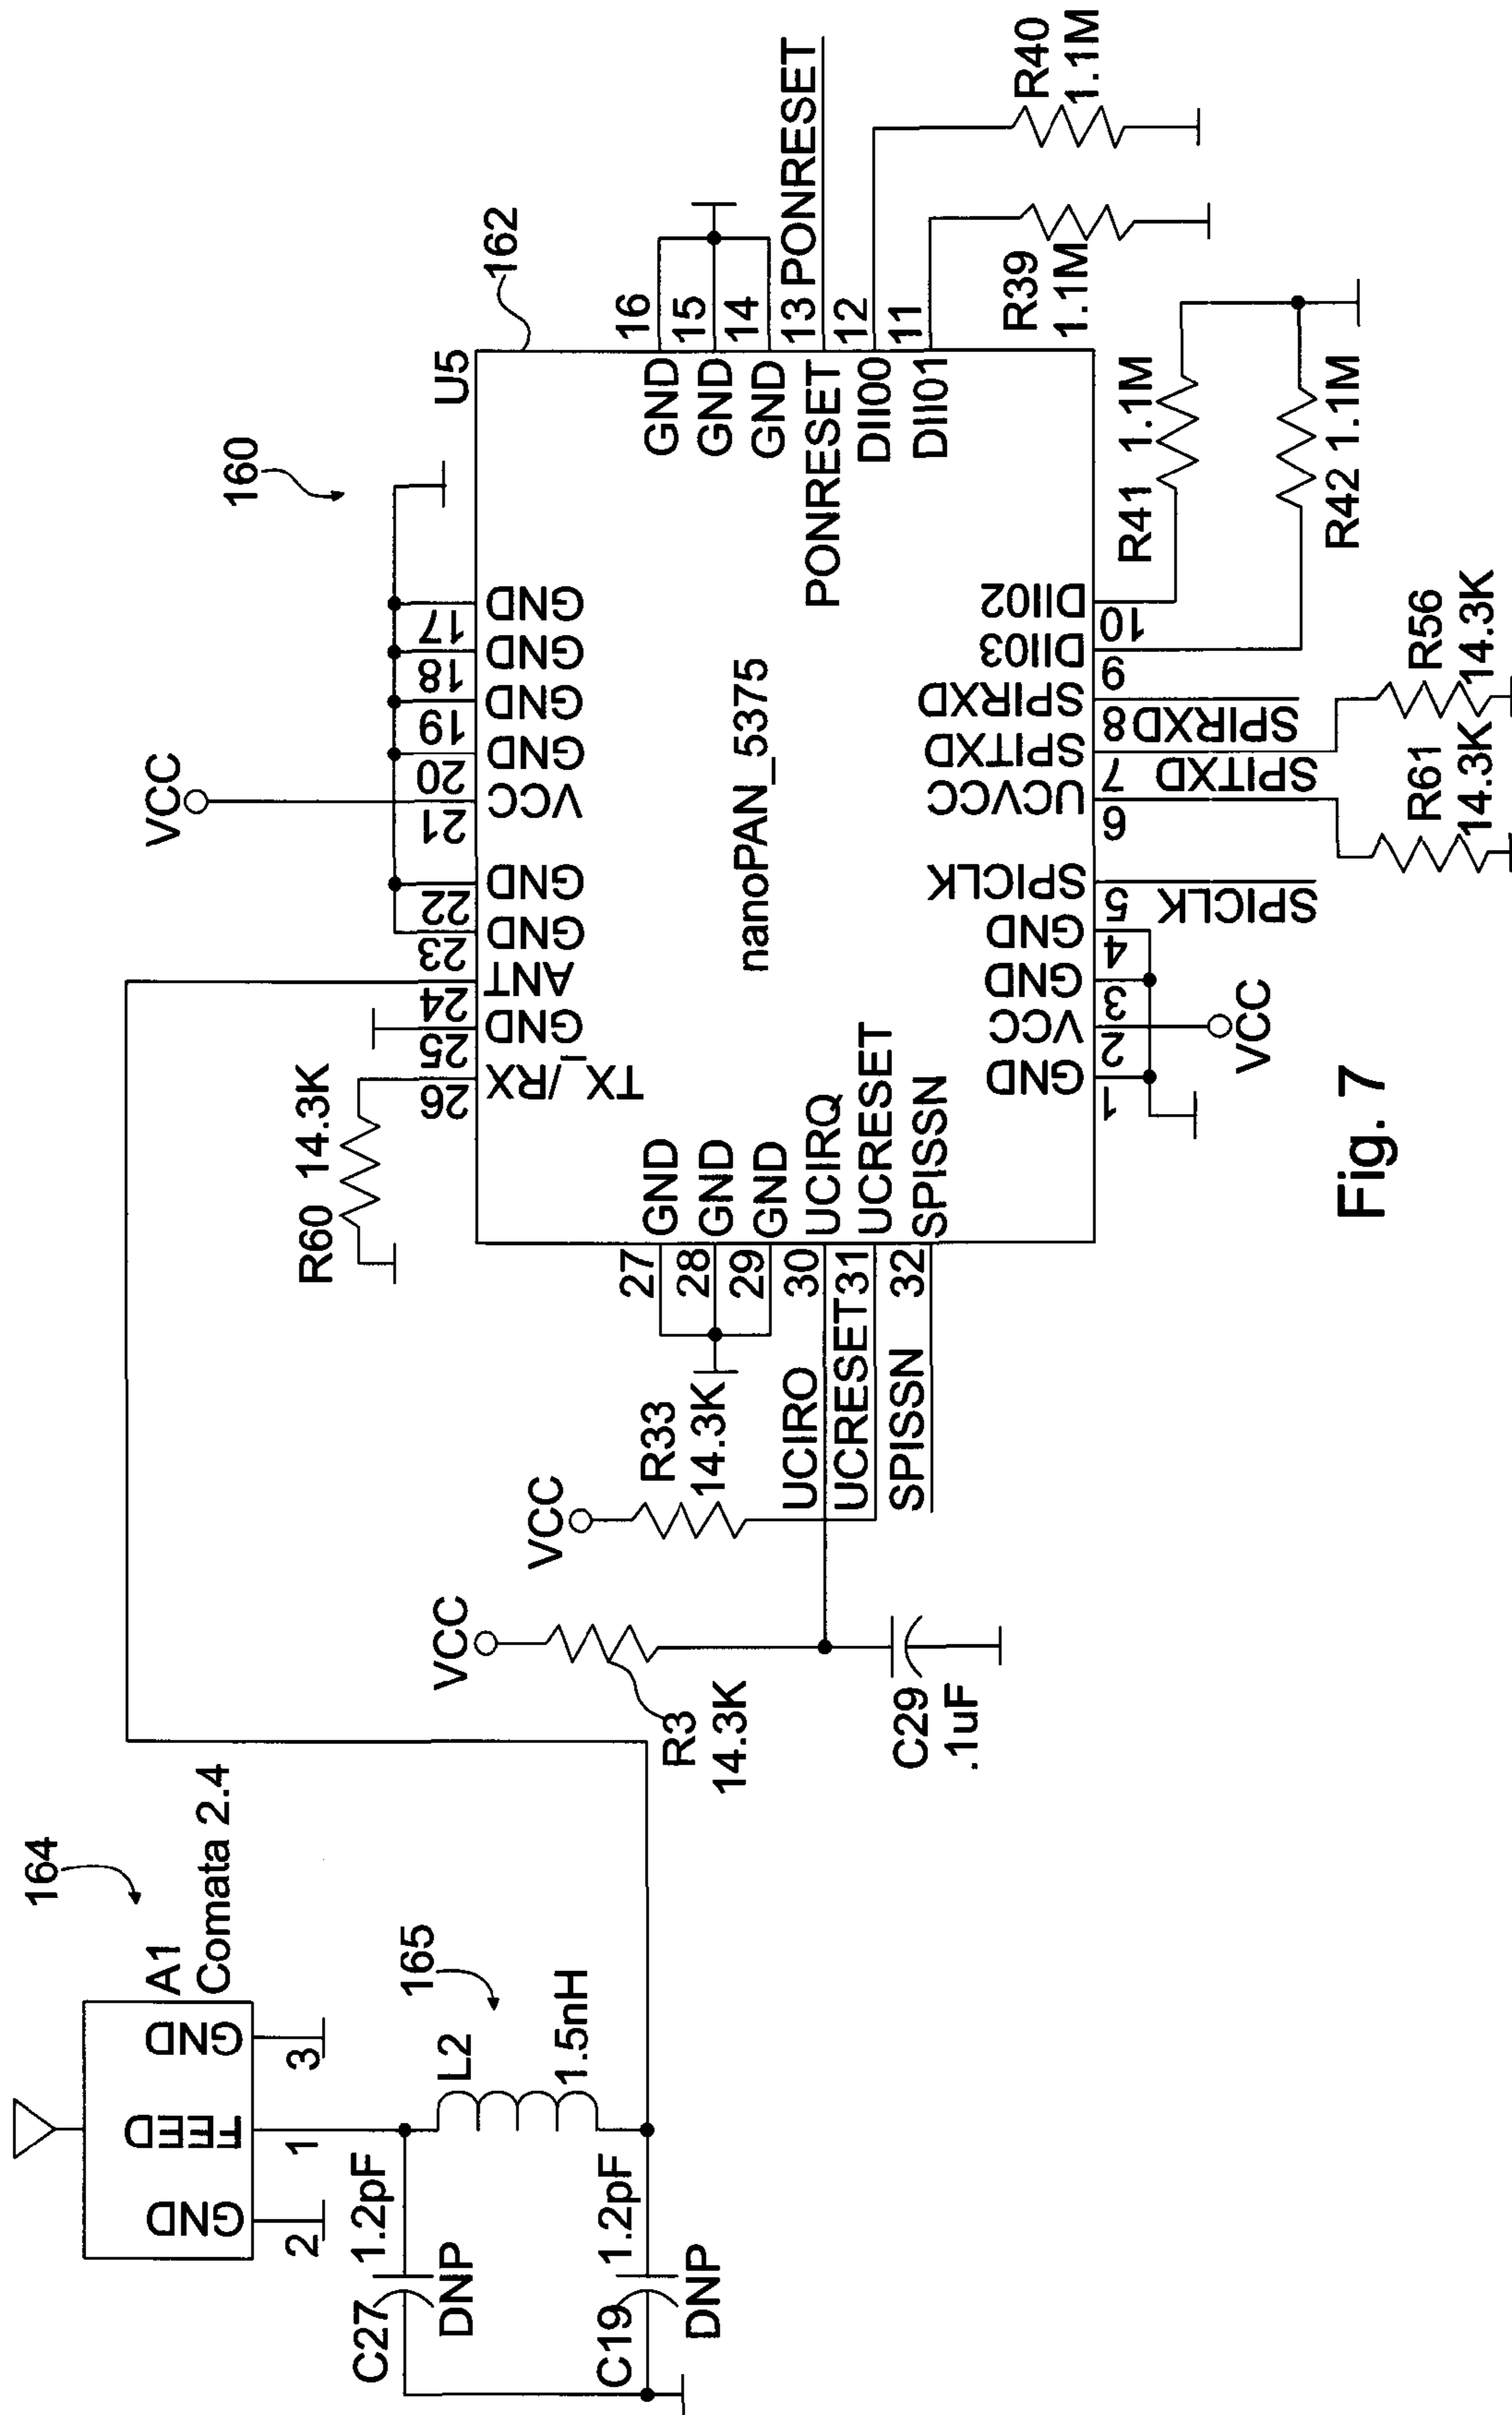 164
A1
Comata 2.4
GND
FEED
GND
2
1
3
165
L2
1.5nH
1.2pF
C27
DNP
1.2pF
C19
DNP
VCC
R3
14.3K
C29
.1uF
VCC
R33
14.3K
UCIRO
UCRESET
SPISSN
R60 14.3K
VCC
160
162
U5
nanoPAN_5375
26
25
24
23
22
21
20
19
18
17
TX_/RX
GND
ANT
GND
GND
VCC
GND
GND
GND
GND
27
28
29
30
31
32
GND
GND
GND
UCIRQ
UCRESET
SPISSN
GND
GND
GND
PONRESET
DII00
DII01
16
15
14
13
12
11
PONRESET
GND
VCC
GND
GND
SPICLK
UCVCC
SPITXD
SPIRXD
DII03
DII02
1
2
3
4
5
6
7
8
9
10
VCC
SPICLK
SPITXD
SPIRXD
R61
14.3K
R56
14.3K
R41 1.1M
R42 1.1M
R39
1.1M
R40
1.1M
Fig. 7